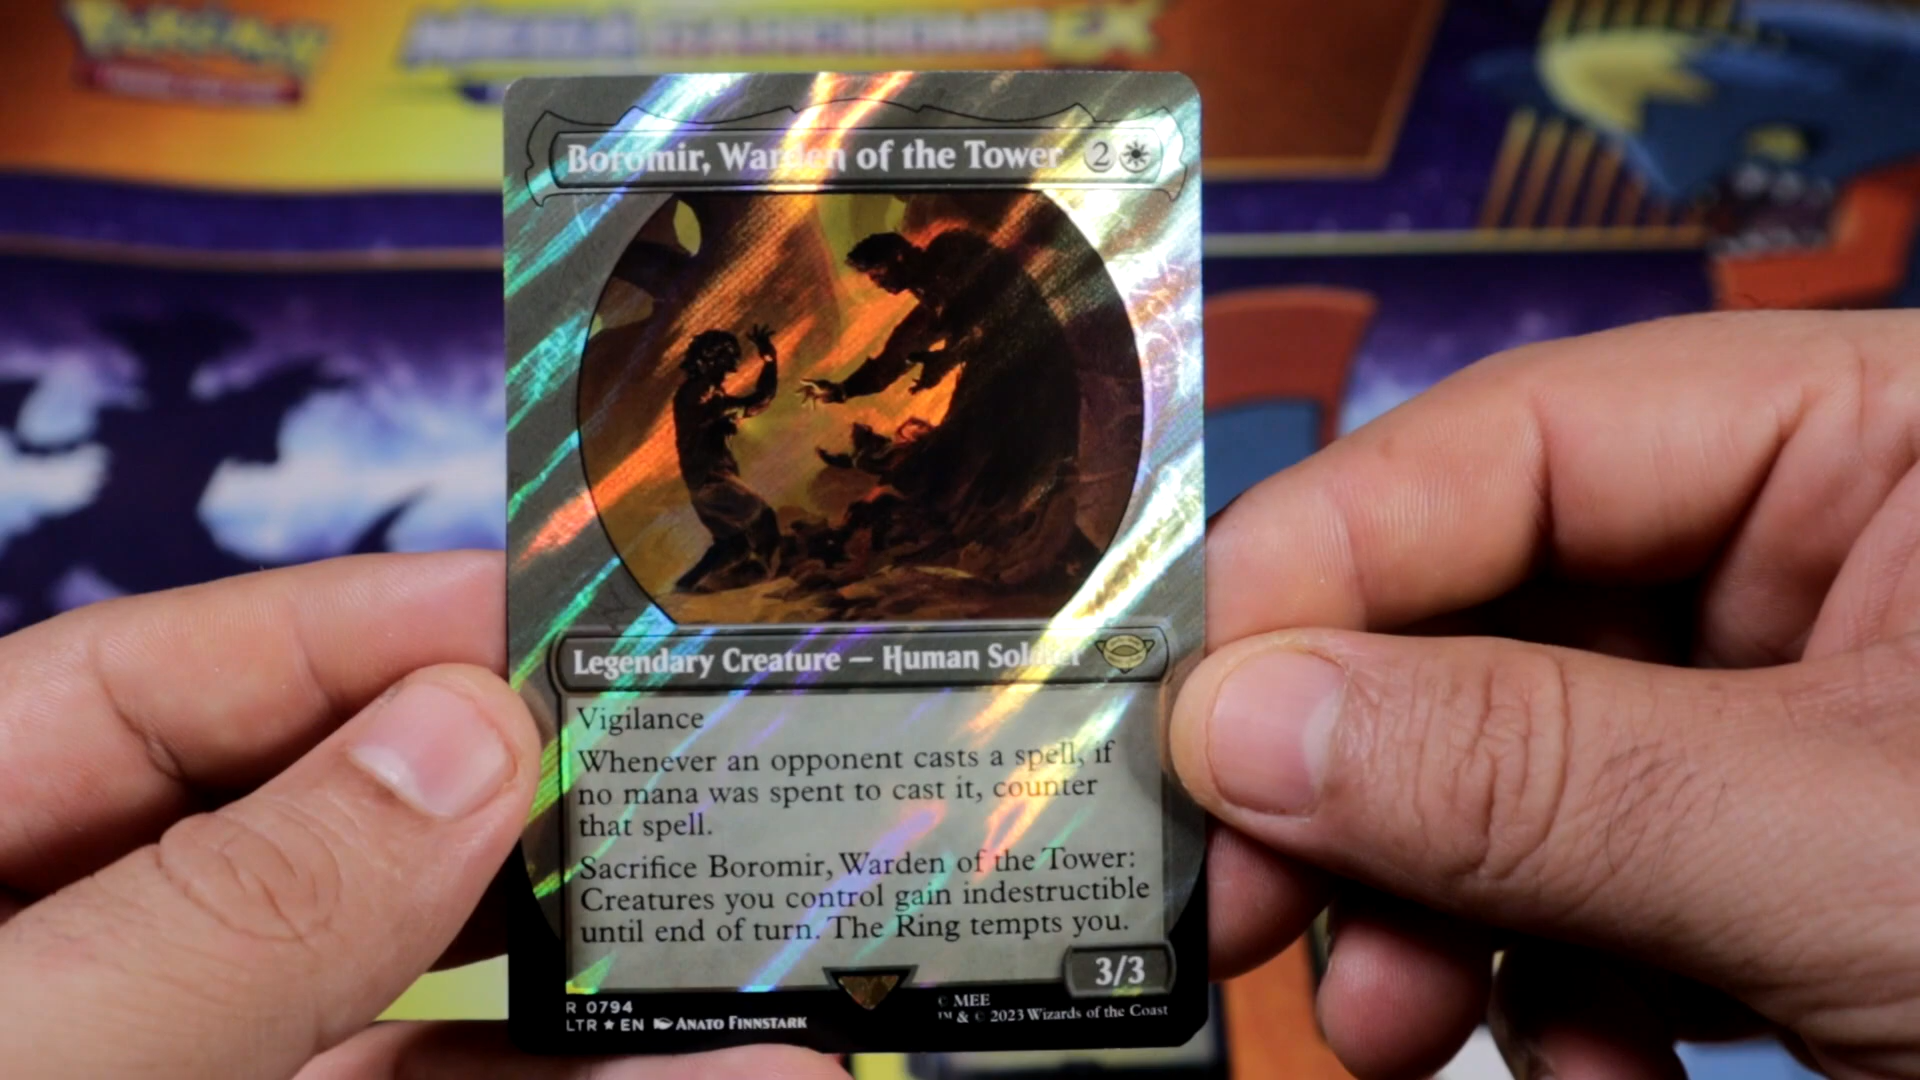 Boromir, Warden of the Tower 2
Legendary Creature — Human Soldier
Vigilance
Whenever an opponent casts a spell, if
no mana was spent to cast it, counter
that spell.
Sacrifice Boromir, Warden of the Tower:
Creatures you control gain indestructible
until end of turn. The Ring tempts you.
3/3
R 0794
LTR ★ EN ANATO FINNSTARK
© MEE
™ & © 2023 Wizards of the Coast